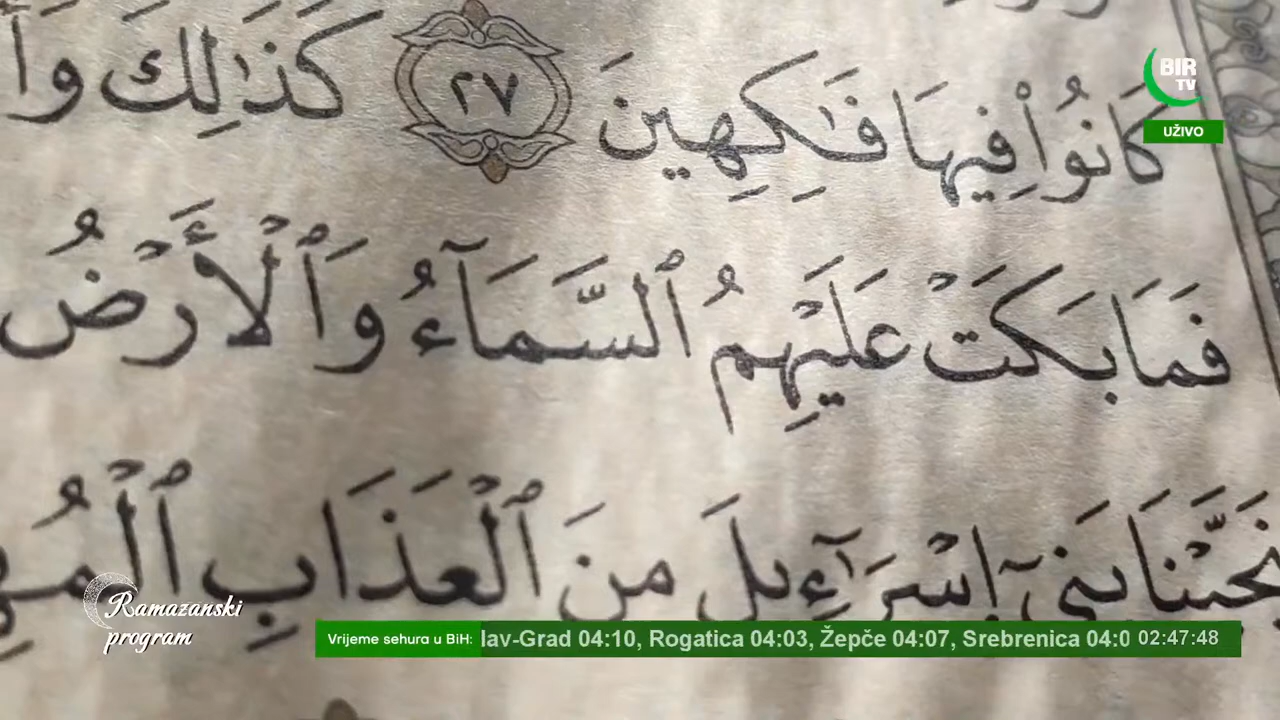 كَانُوا۟ فِيهَا فَـٰكِهِينَ ٢٧ كَذَٰلِكَ
فَمَا بَكَتْ عَلَيْهِمُ ٱلسَّمَآءُ وَٱلْأَرْضُ
نَجَّيْنَا بَنِىٓ إِسْرَٰٓءِيلَ مِنَ ٱلْعَذَابِ
BIR
TV
UŽIVO
Ramazanski
program
Vrijeme sehura u BiH: lav-Grad 04:10, Rogatica 04:03, Žepče 04:07, Srebrenica 04:0 02:47:48